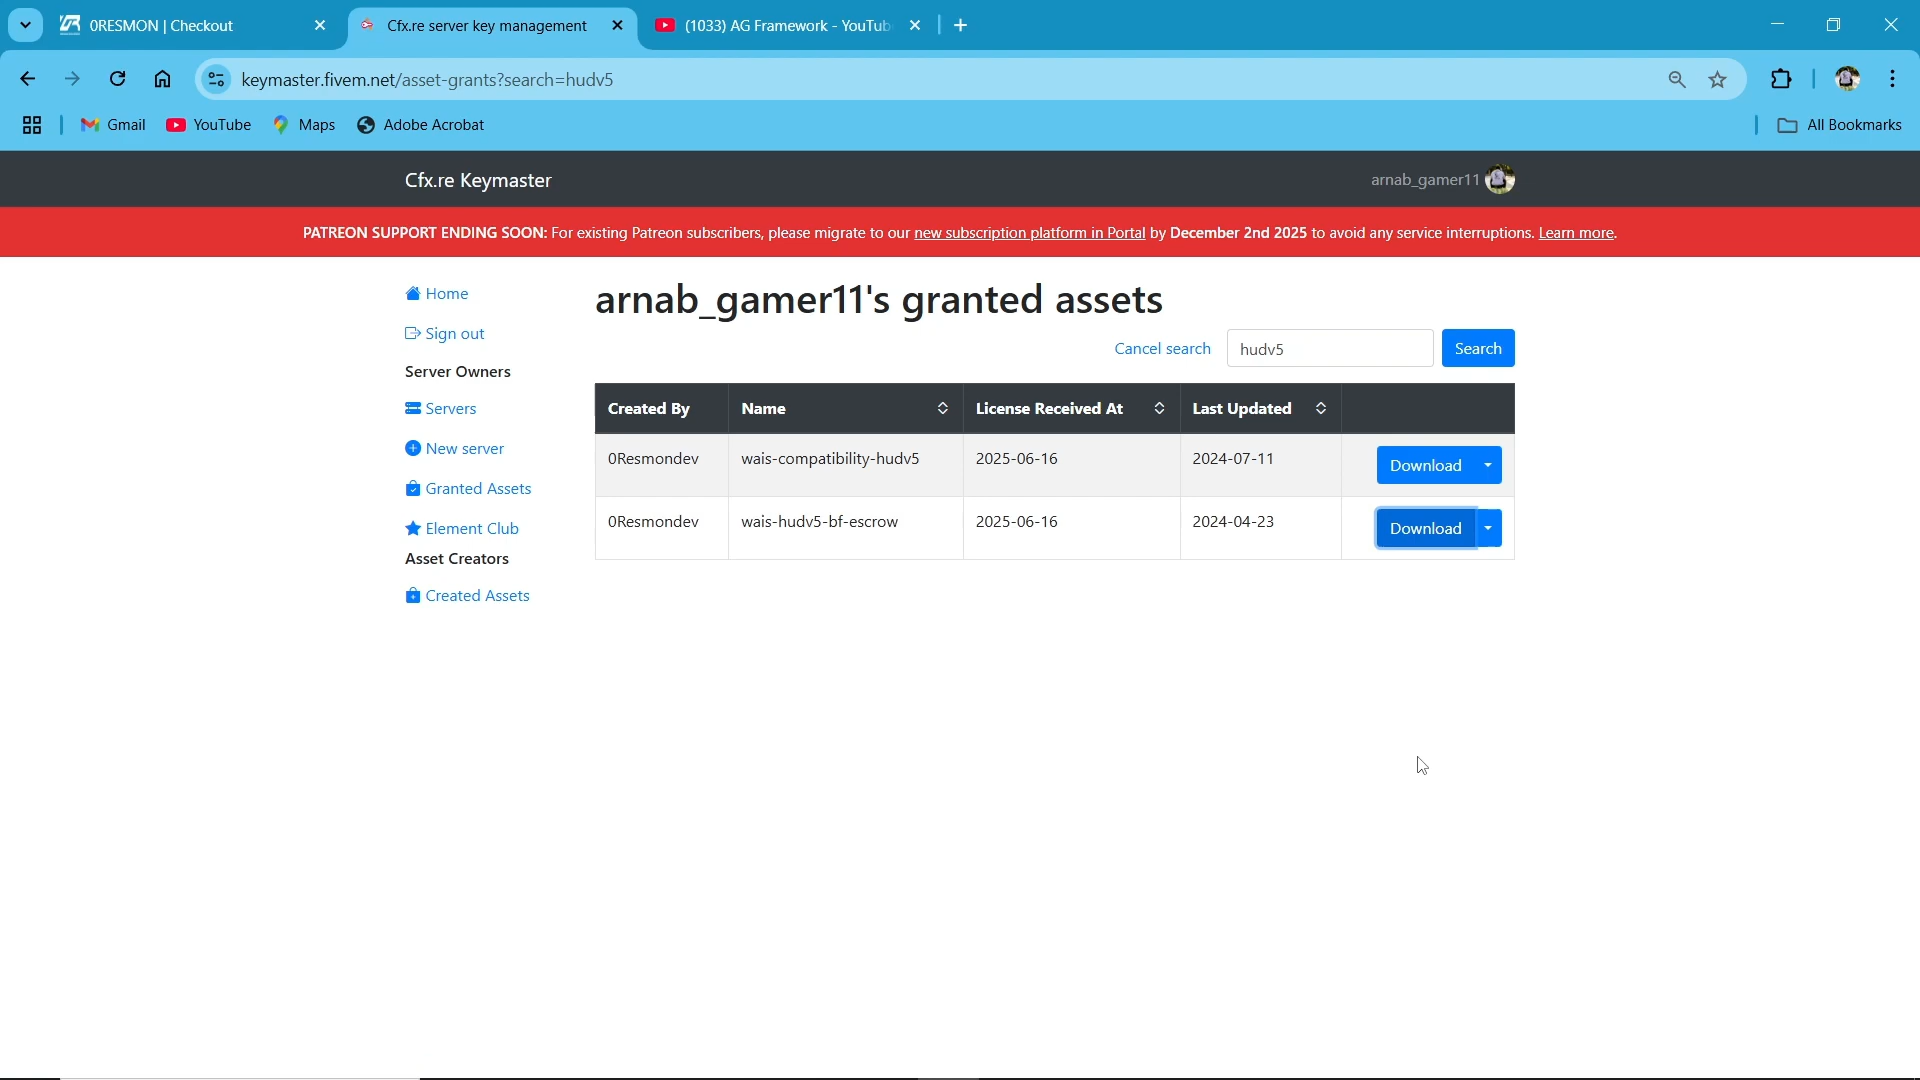 0RESMON | Checkout
Cfx.re server key management
(1033) AG Framework - YouTub
keymaster.fivem.net/asset-grants?search=hudv5
Gmail
YouTube
Maps
Adobe Acrobat
All Bookmarks
Cfx.re Keymaster
arnab_gamer11
PATREON SUPPORT ENDING SOON: For existing Patreon subscribers, please migrate to our new subscription platform in Portal by December 2nd 2025 to avoid any service interruptions. Learn more.
Home
Sign out
Server Owners
Servers
New server
Granted Assets
Element Club
Asset Creators
Created Assets
arnab_gamer11's granted assets
Cancel search hudv5 Search
Created By Name License Received At Last Updated
0Resmondev wais-compatibility-hudv5 2025-06-16 2024-07-11 Download
0Resmondev wais-hudv5-bf-escrow 2025-06-16 2024-04-23 Download